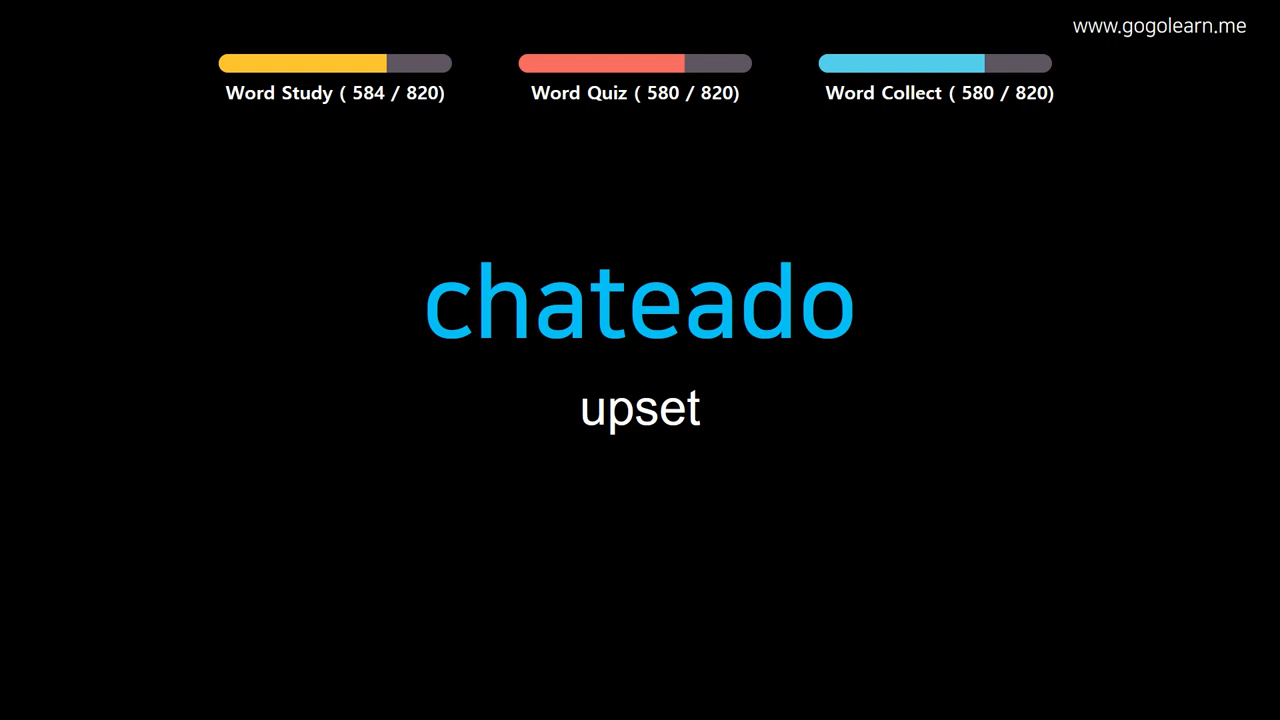 www.gogolearn.me
Word Study ( 584 / 820)
Word Quiz ( 580 / 820)
Word Collect ( 580 / 820)
chateado
upset